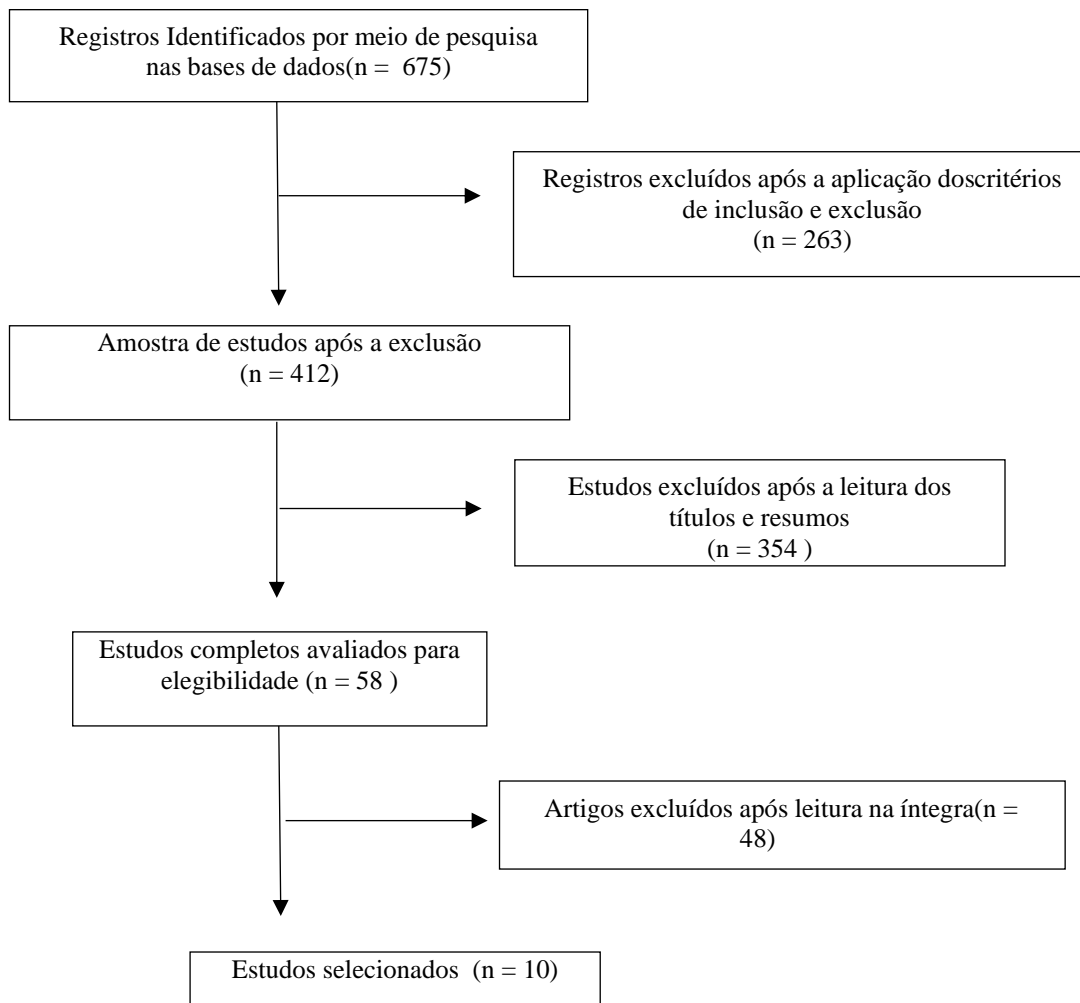 Registros Identificados por meio de pesquisa
nas bases de dados(n =  675)
Registros excluídos após a aplicação doscritérios
de inclusão e exclusão
(n = 263)
Amostra de estudos após a exclusão
(n = 412)
Estudos excluídos após a leitura dos
títulos e resumos
(n = 354 )
Estudos completos avaliados para
elegibilidade (n = 58 )
Artigos excluídos após leitura na íntegra(n =
48)
Estudos selecionados  (n = 10)